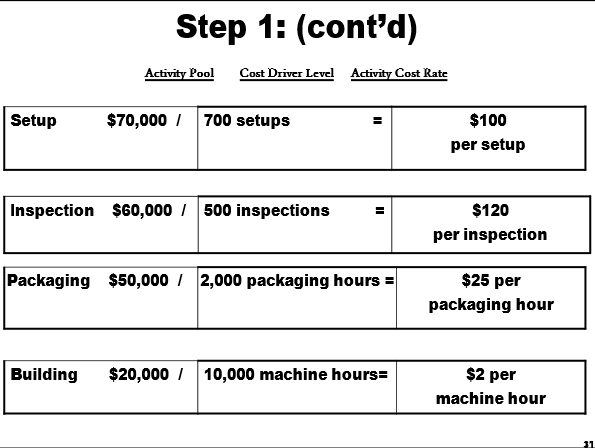 Step 1: (cont’d)
Activity Pool Cost Driver Level Activity Cost Rate
Setup $70,000 / 700 setups = $100
per setup
Inspection $60,000 / 500 inspections = $120
per inspection
Packaging $50,000 / 2,000 packaging hours = $25 per
packaging hour
Building $20,000 / 10,000 machine hours= $2 per
machine hour
31